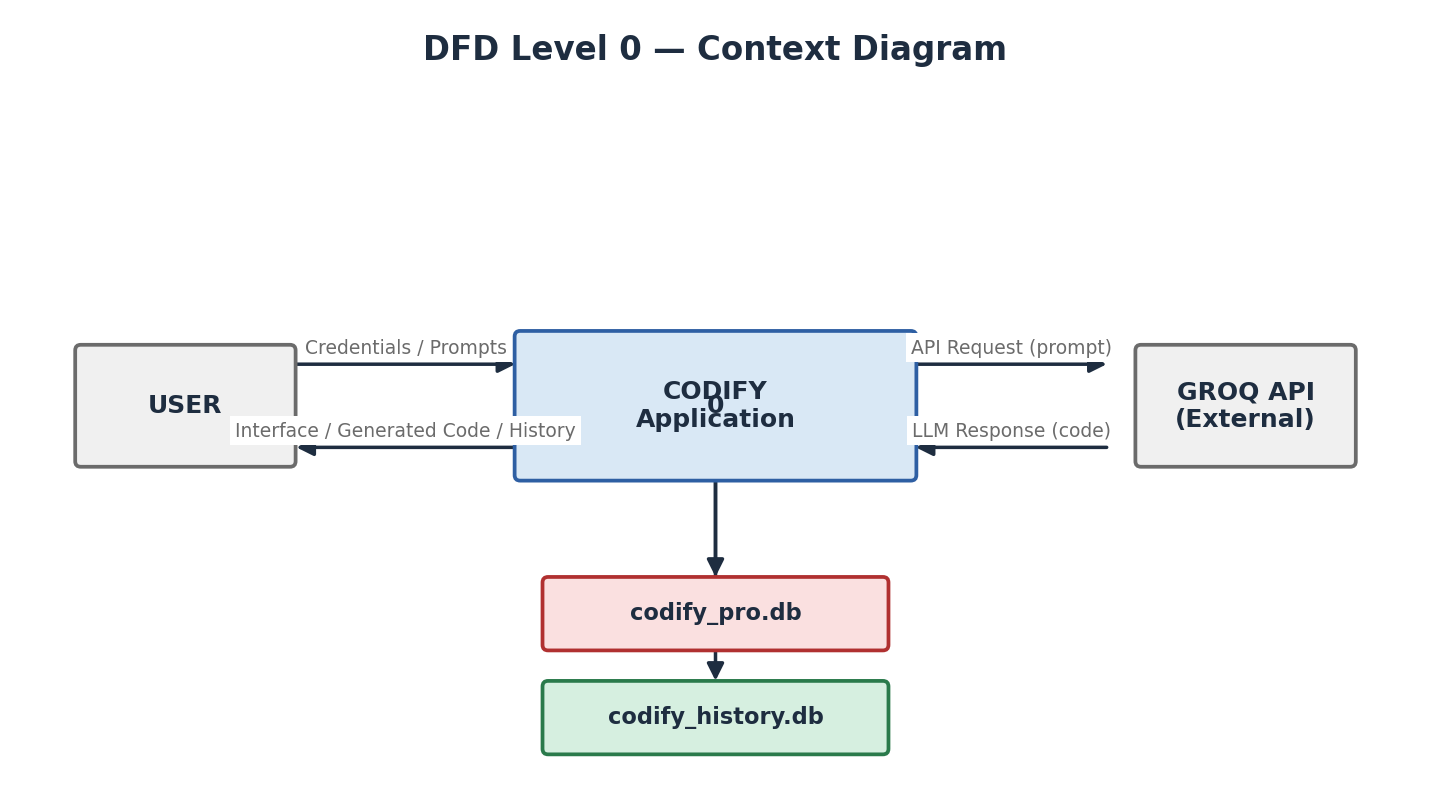 DFD Level 0 — Context Diagram
Credentials / Prompts
API Request (prompt)
USER
CODIFY
0
Application
GROQ API
(External)
Interface / Generated Code / History
LLM Response (code)
codify_pro.db
codify_history.db